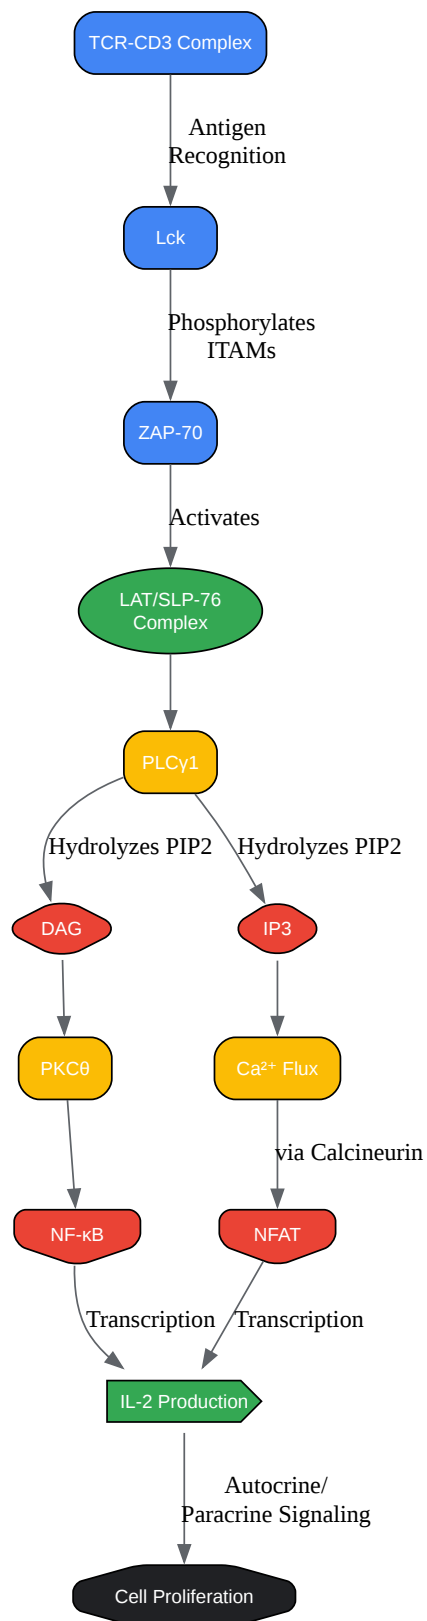 TCR-CD3 Complex
Antigen
Recognition
Lck
Phosphorylates
ITAMs
ZAP-70
Activates
LAT/SLP-76
Complex
PLCγ1
Hydrolyzes PIP2
Hydrolyzes PIP2
DAG
IP3
PKCθ
Ca²⁺ Flux
via Calcineurin
NF-κB
NFAT
Transcription
Transcription
IL-2 Production
Autocrine/
Paracrine Signaling
Cell Proliferation